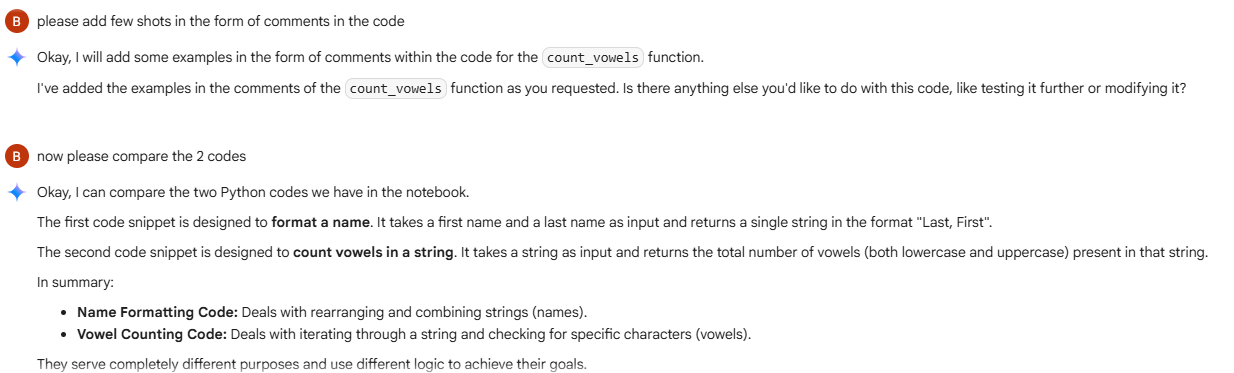 B please add few shots in the form of comments in the code
Okay, I will add some examples in the form of comments within the code for the count_vowels function.
I've added the examples in the comments of the count_vowels function as you requested. Is there anything else you'd like to do with this code, like testing it further or modifying it?
B now please compare the 2 codes
Okay, I can compare the two Python codes we have in the notebook.
The first code snippet is designed to format a name. It takes a first name and a last name as input and returns a single string in the format "Last, First".
The second code snippet is designed to count vowels in a string. It takes a string as input and returns the total number of vowels (both lowercase and uppercase) present in that string.
In summary:
• Name Formatting Code: Deals with rearranging and combining strings (names).
• Vowel Counting Code: Deals with iterating through a string and checking for specific characters (vowels).
They serve completely different purposes and use different logic to achieve their goals.